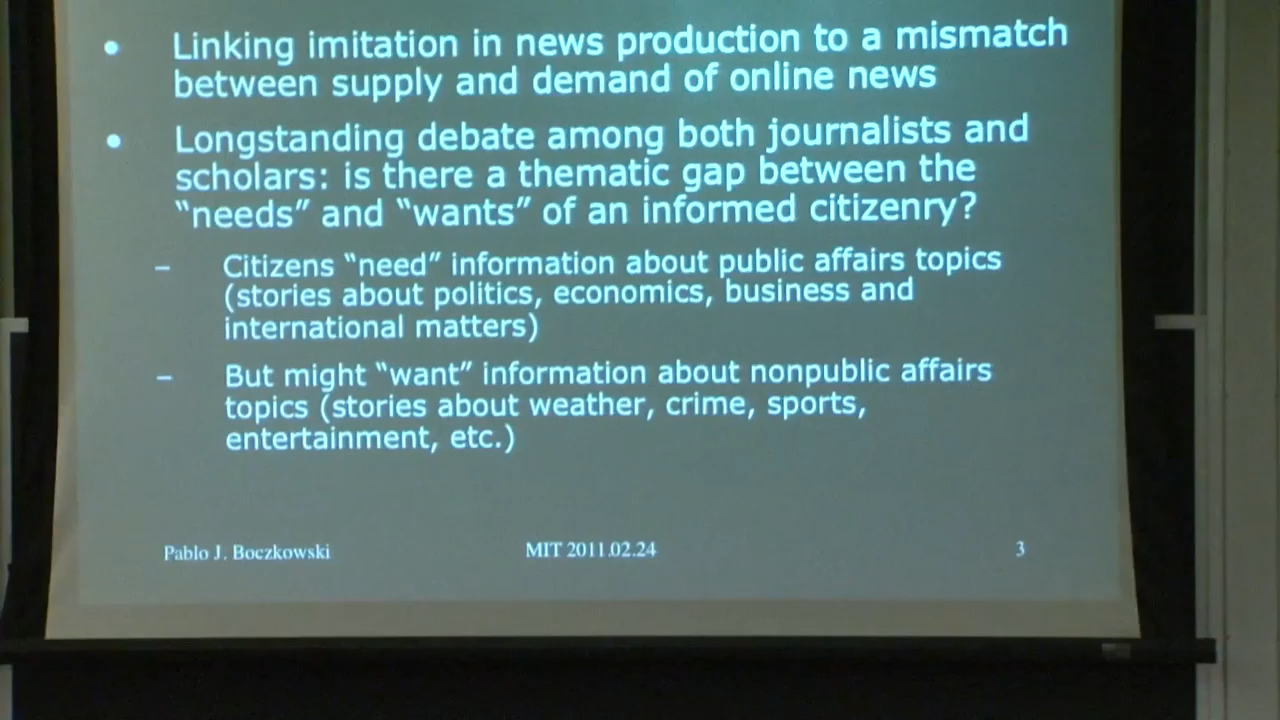 • Linking imitation in news production to a mismatch
between supply and demand of online news
• Longstanding debate among both journalists and
scholars: is there a thematic gap between the
“needs” and “wants” of an informed citizenry?
– Citizens “need” information about public affairs topics
(stories about politics, economics, business and
international matters)
– But might “want” information about nonpublic affairs
topics (stories about weather, crime, sports,
entertainment, etc.)
Pablo J. Boczkowski MIT 2011.02.24 3